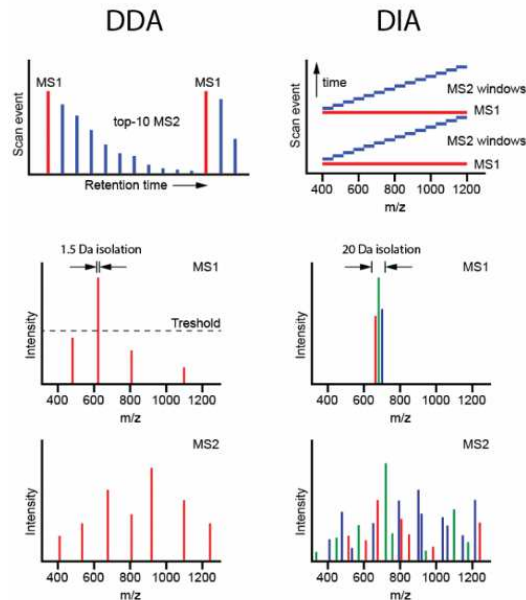 DDA
DIA
MS1
MS1
top-10 MS2
Scan event
Retention time
time
MS2 windows
MS1
MS2 windows
MS1
Scan event
400 600 800 1000 1200
m/z
1.5 Da isolation
MS1
Treshold
Intensity
400 600 800 1000 1200
m/z
20 Da isolation
MS1
Intensity
400 600 800 1000 1200
m/z
MS2
Intensity
400 600 800 1000 1200
m/z
MS2
Intensity
400 600 800 1000 1200
m/z